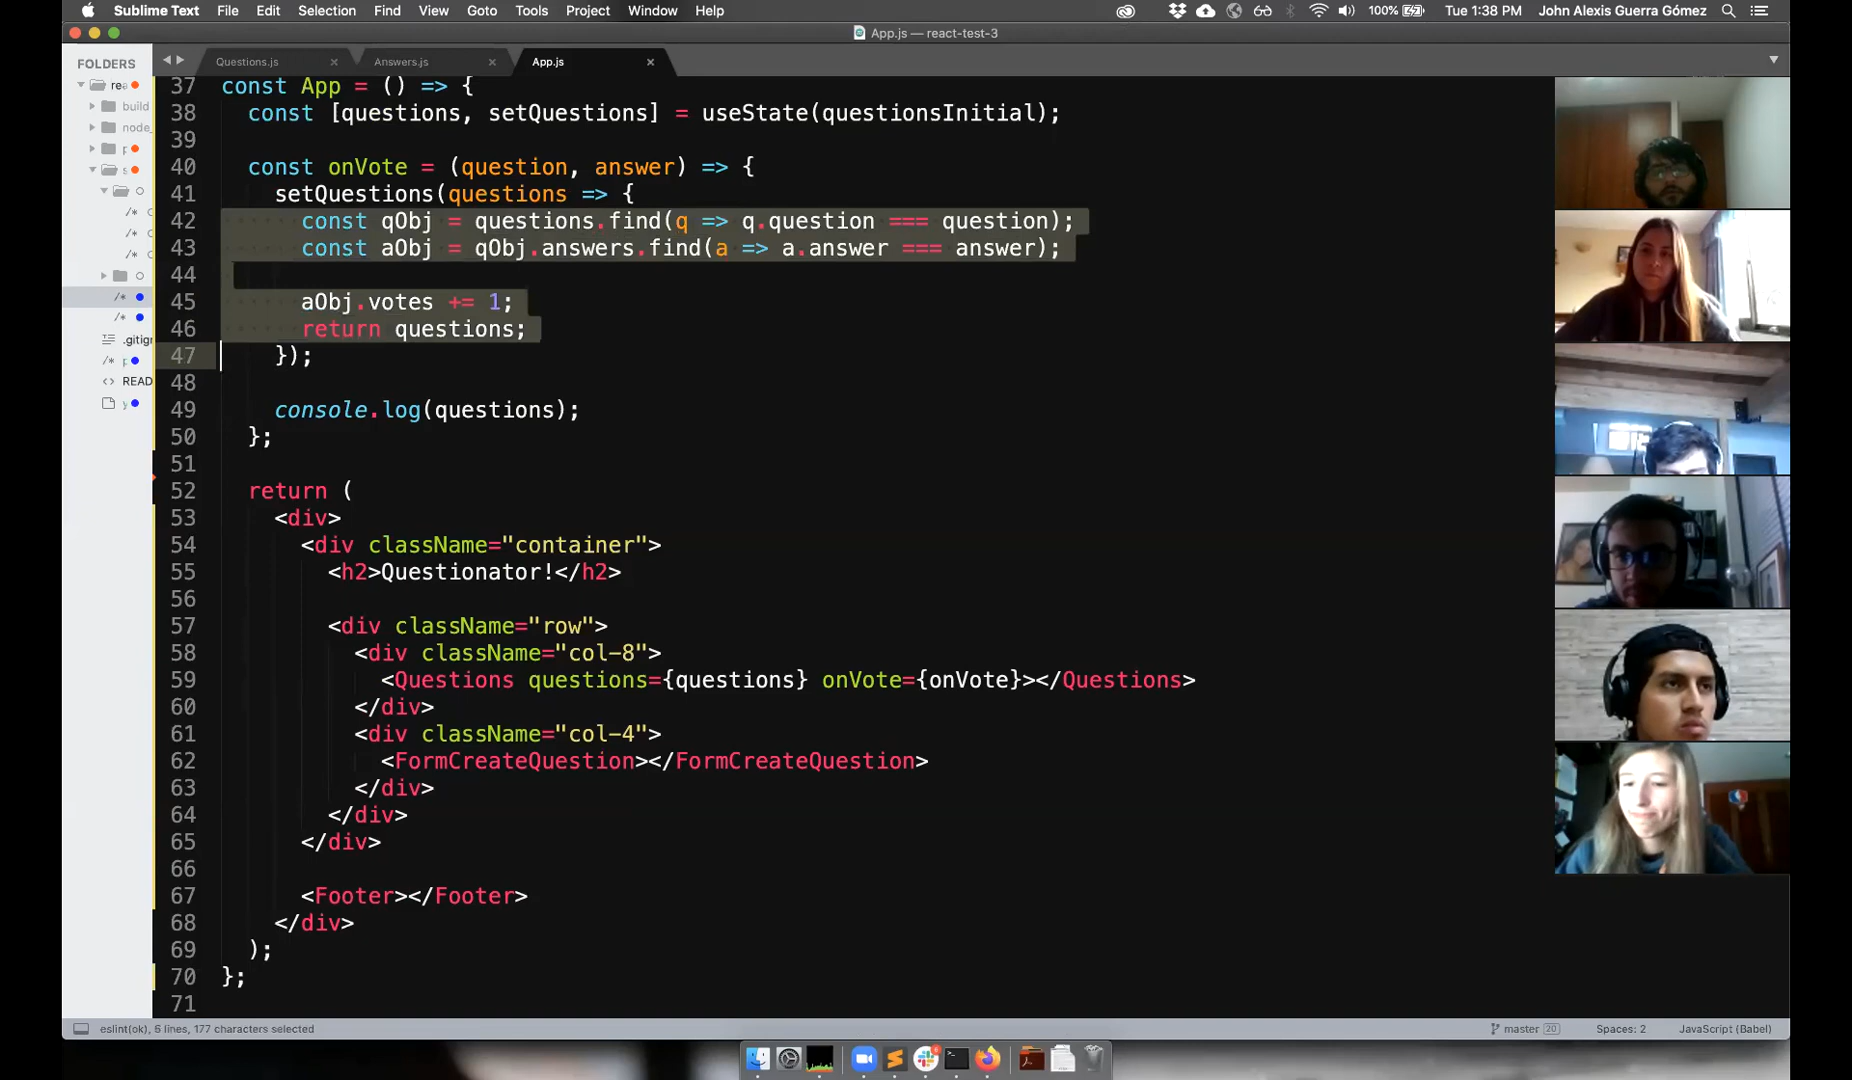 Sublime Text File Edit Selection Find View Goto Tools Project Window Help 100% Tue 1:38 PM John Alexis Guerra Gómez
App.js — react-test-3
FOLDERS
Questions.js
Answers.js
App.js
rea
build
node_
p
s
/*
/*
/*
/*
/*
.gitign
/* p
<> READ
y
37 const App = () => {
38 const [questions, setQuestions] = useState(questionsInitial);
39
40 const onVote = (question, answer) => {
41 setQuestions(questions => {
42 const qObj = questions.find(q => q.question === question);
43 const aObj = qObj.answers.find(a => a.answer === answer);
44
45 aObj.votes += 1;
46 return questions;
47 });
48
49 console.log(questions);
50 };
51
52 return (
53 <div>
54 <div className="container">
55 <h2>Questionator!</h2>
56
57 <div className="row">
58 <div className="col-8">
59 <Questions questions={questions} onVote={onVote}></Questions>
60 </div>
61 <div className="col-4">
62 <FormCreateQuestion></FormCreateQuestion>
63 </div>
64 </div>
65 </div>
66
67 <Footer></Footer>
68 </div>
69 );
70 };
71
eslint(ok), 6 lines, 177 characters selected
master 20
Spaces: 2
JavaScript (Babel)